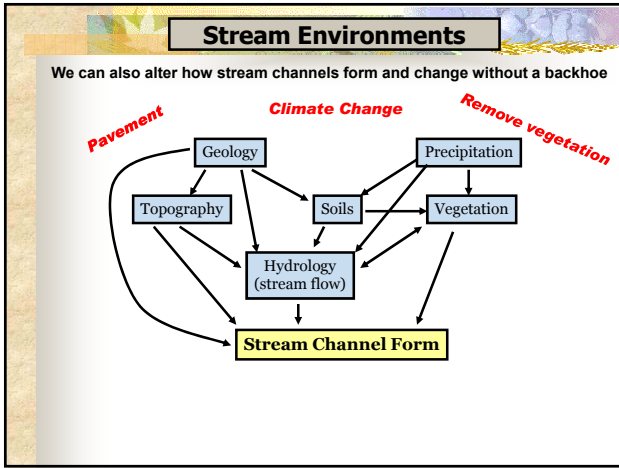 Stream Environments
We can also alter how stream channels form and change without a backhoe
Pavement
Climate Change
Remove vegetation
Geology
Precipitation
Topography
Soils
Vegetation
Hydrology
(stream flow)
Stream Channel Form